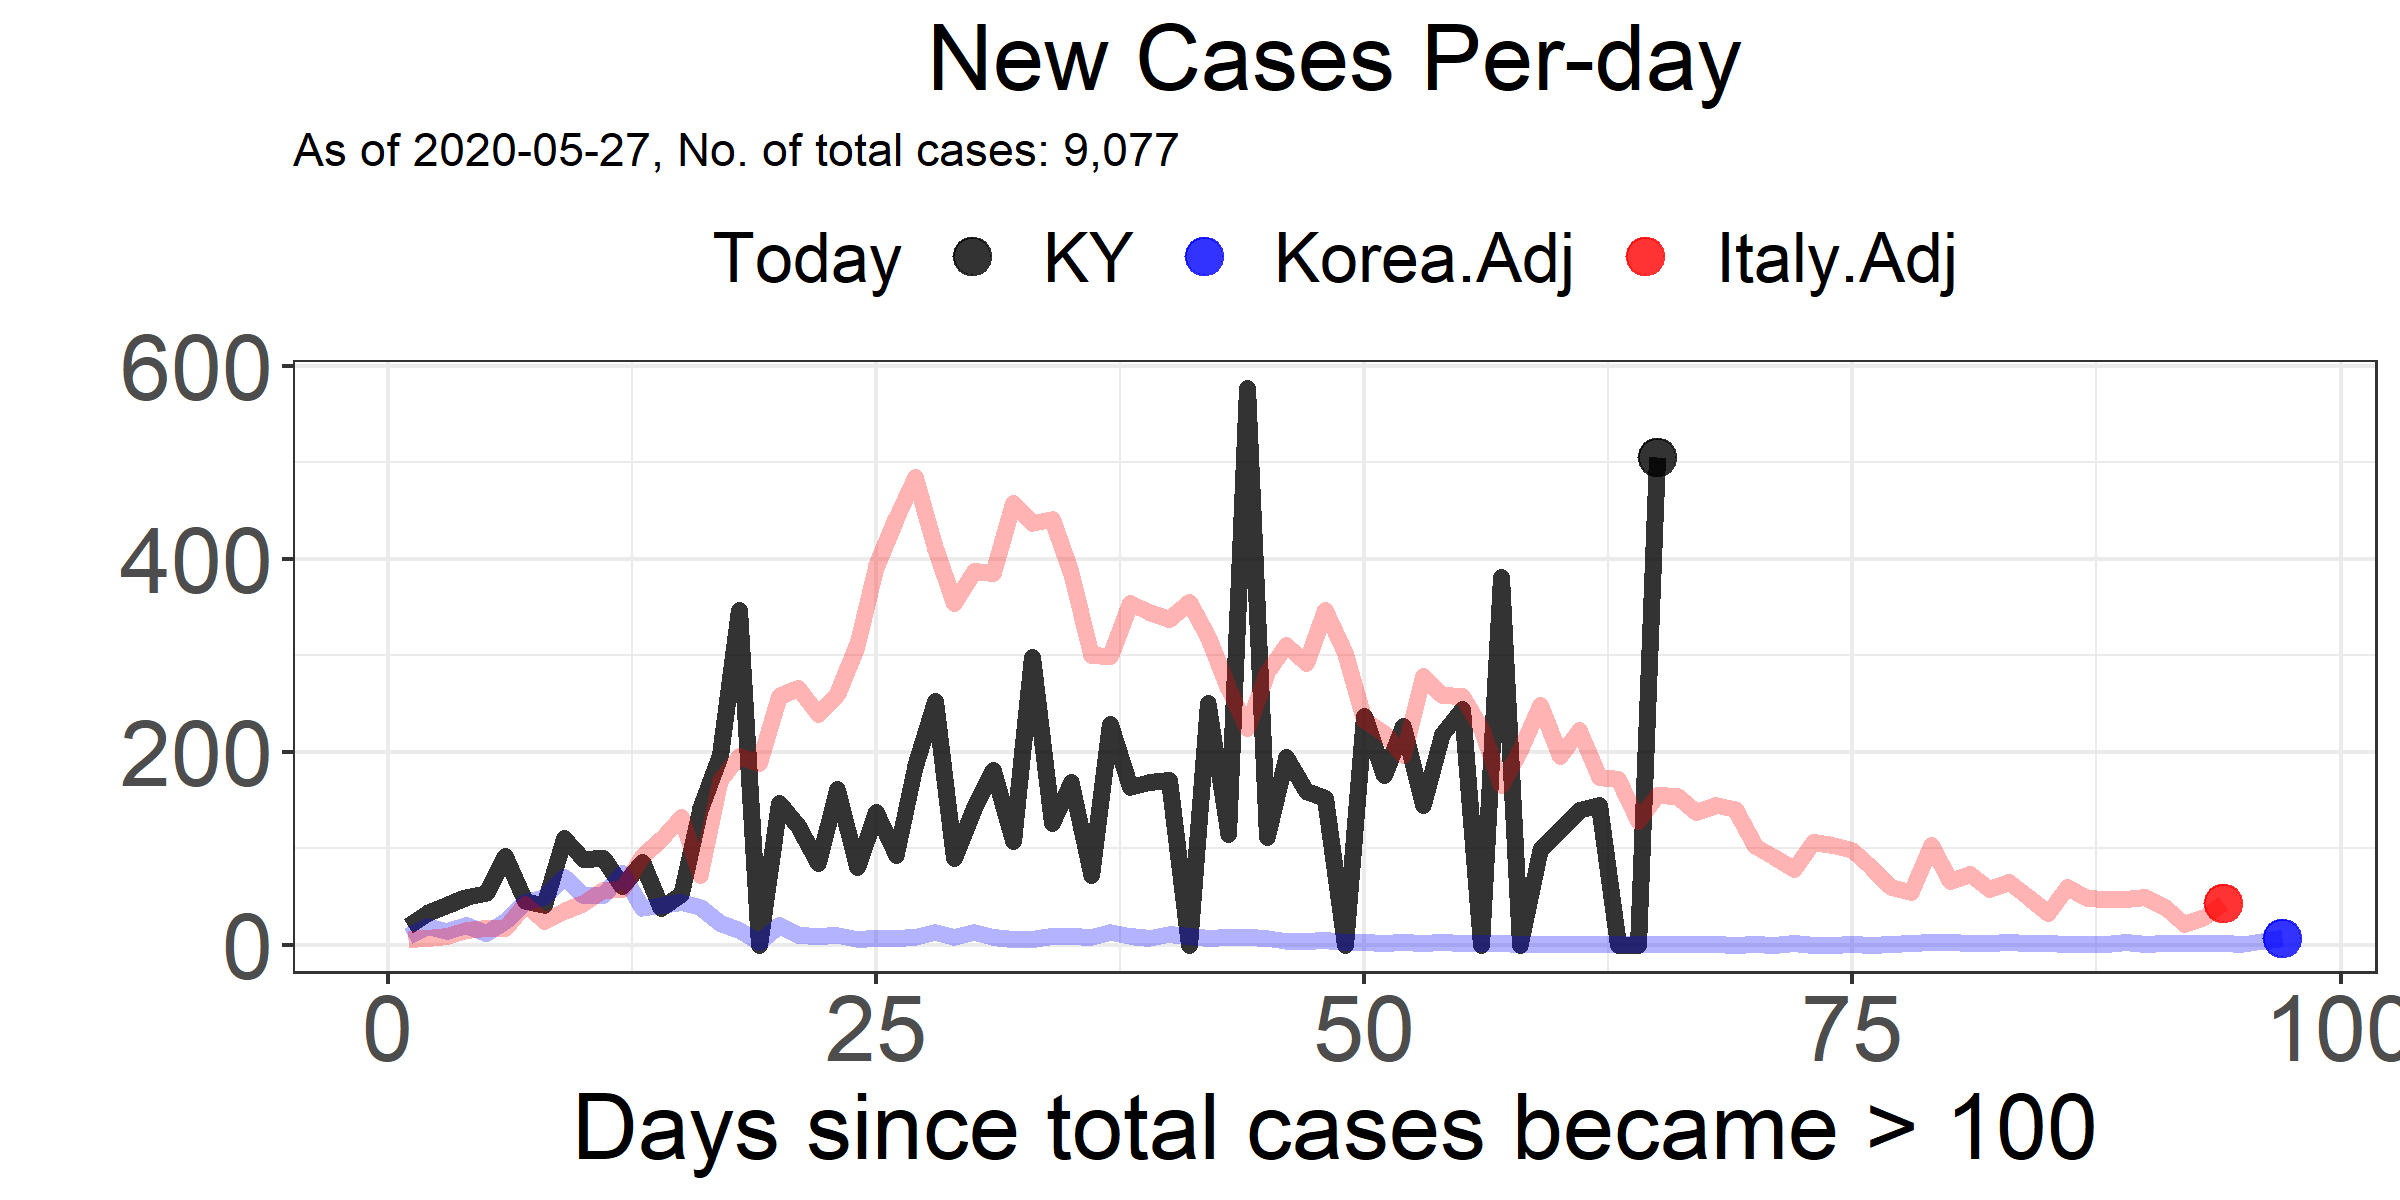 New Cases Per-day
As of 2020-05-27, No. of total cases: 9,077
Today KY Korea.Adj Italy.Adj
600
400
200
0
0 25 50 75 100
Days since total cases became > 100